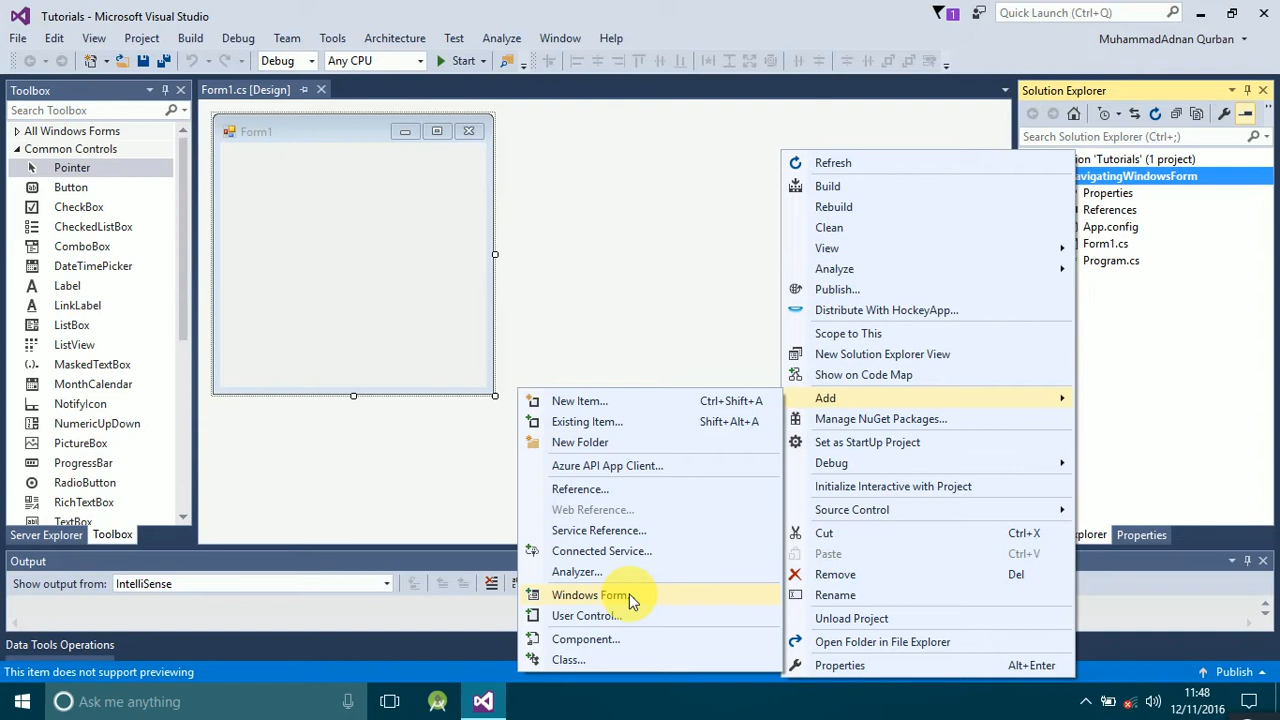 Tutorials - Microsoft Visual Studio
1
Quick Launch (Ctrl+Q)
File Edit View Project Build Debug Team Tools Architecture Test Analyze Window Help
MuhammadAdnan Qurban
Debug Any CPU Start
Toolbox
Search Toolbox
All Windows Forms
Common Controls
Pointer
Button
CheckBox
CheckedListBox
ComboBox
DateTimePicker
Label
LinkLabel
ListBox
ListView
MaskedTextBox
MonthCalendar
NotifyIcon
NumericUpDown
PictureBox
ProgressBar
RadioButton
RichTextBox
TextBox
Server Explorer Toolbox
Form1.cs [Design]
Form1
New Item... Ctrl+Shift+A
Existing Item... Shift+Alt+A
New Folder
Azure API App Client...
Reference...
Web Reference...
Service Reference...
Connected Service...
Analyzer...
Windows Form...
User Control...
Component...
Class...
Refresh
Build
Rebuild
Clean
View
Analyze
Publish...
Distribute With HockeyApp...
Scope to This
New Solution Explorer View
Show on Code Map
Add
Manage NuGet Packages...
Set as StartUp Project
Debug
Initialize Interactive with Project
Source Control
Cut Ctrl+X
Paste Ctrl+V
Remove Del
Rename
Unload Project
Open Folder in File Explorer
Properties Alt+Enter
Solution Explorer
Search Solution Explorer (Ctrl+;)
ion 'Tutorials' (1 project)
avigatingWindowsForm
Properties
References
App.config
Form1.cs
Program.cs
plorer Properties
Output
Show output from: IntelliSense
Data Tools Operations
This item does not support previewing
Publish
Ask me anything
11:48
12/11/2016